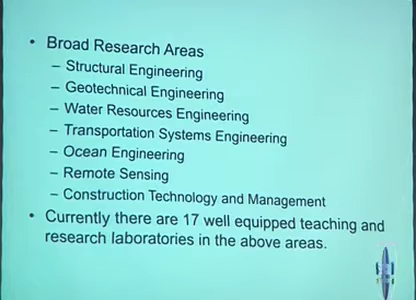 • Broad Research Areas
– Structural Engineering
– Geotechnical Engineering
– Water Resources Engineering
– Transportation Systems Engineering
– Ocean Engineering
– Remote Sensing
– Construction Technology and Management
• Currently there are 17 well equipped teaching and
research laboratories in the above areas.